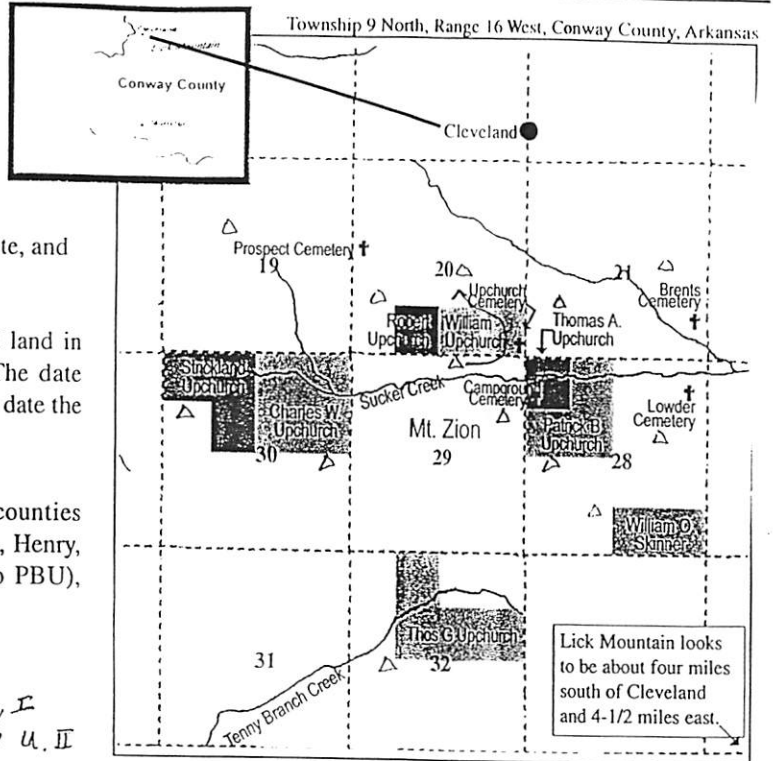 Township 9 North, Range 16 West, Conway County, Arkansas
Conway County
Cleveland
te, and
land in
The date
date the
counties
, Henry,
o PBU),
, I
U. II
Prospect Cemetery
19
20
21
Upchurch
Cemetery
Brents
Cemetery
Robert
Upchurch
William
Upchurch
Thomas A.
Upchurch
Strickland
Upchurch
Charles W.
Upchurch
Sucker Creek
Campground
Cemetery
Mt. Zion
Patrick B.
Upchurch
Lowder
Cemetery
30
29
28
William O.
Skinner
31
32
Thos G Upchurch
Tenny Branch Creek
Lick Mountain looks
to be about four miles
south of Cleveland
and 4-1/2 miles east.